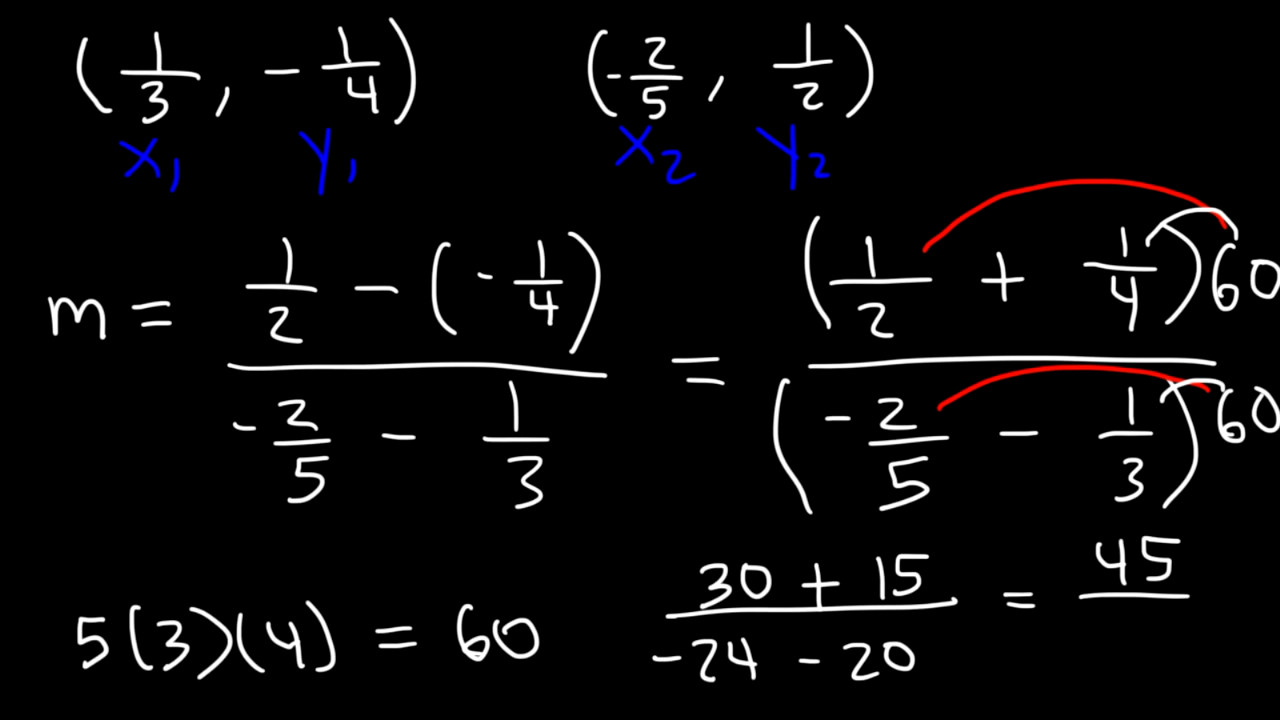 (1/3, -1/4) (-2/5, 1/2)
x₁ y₁ x₂ y₂
m = (1/2 - (-1/4)) / (-2/5 - 1/3) = (1/2 + 1/4)60 / (-2/5 - 1/3)60
5(3)(4) = 60
(30 + 15) / (-24 - 20) = 45/